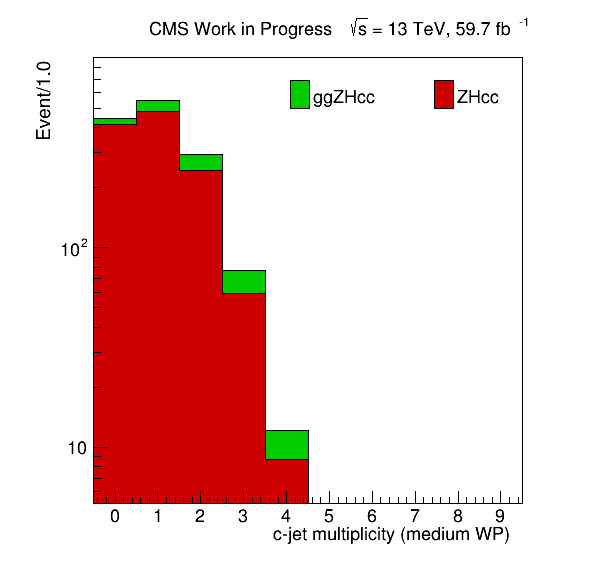 CMS Work in Progress √s = 13 TeV, 59.7 fb⁻¹
Event/1.0
ggZHcc ZHcc
10²
10
0 1 2 3 4 5 6 7 8 9
c-jet multiplicity (medium WP)